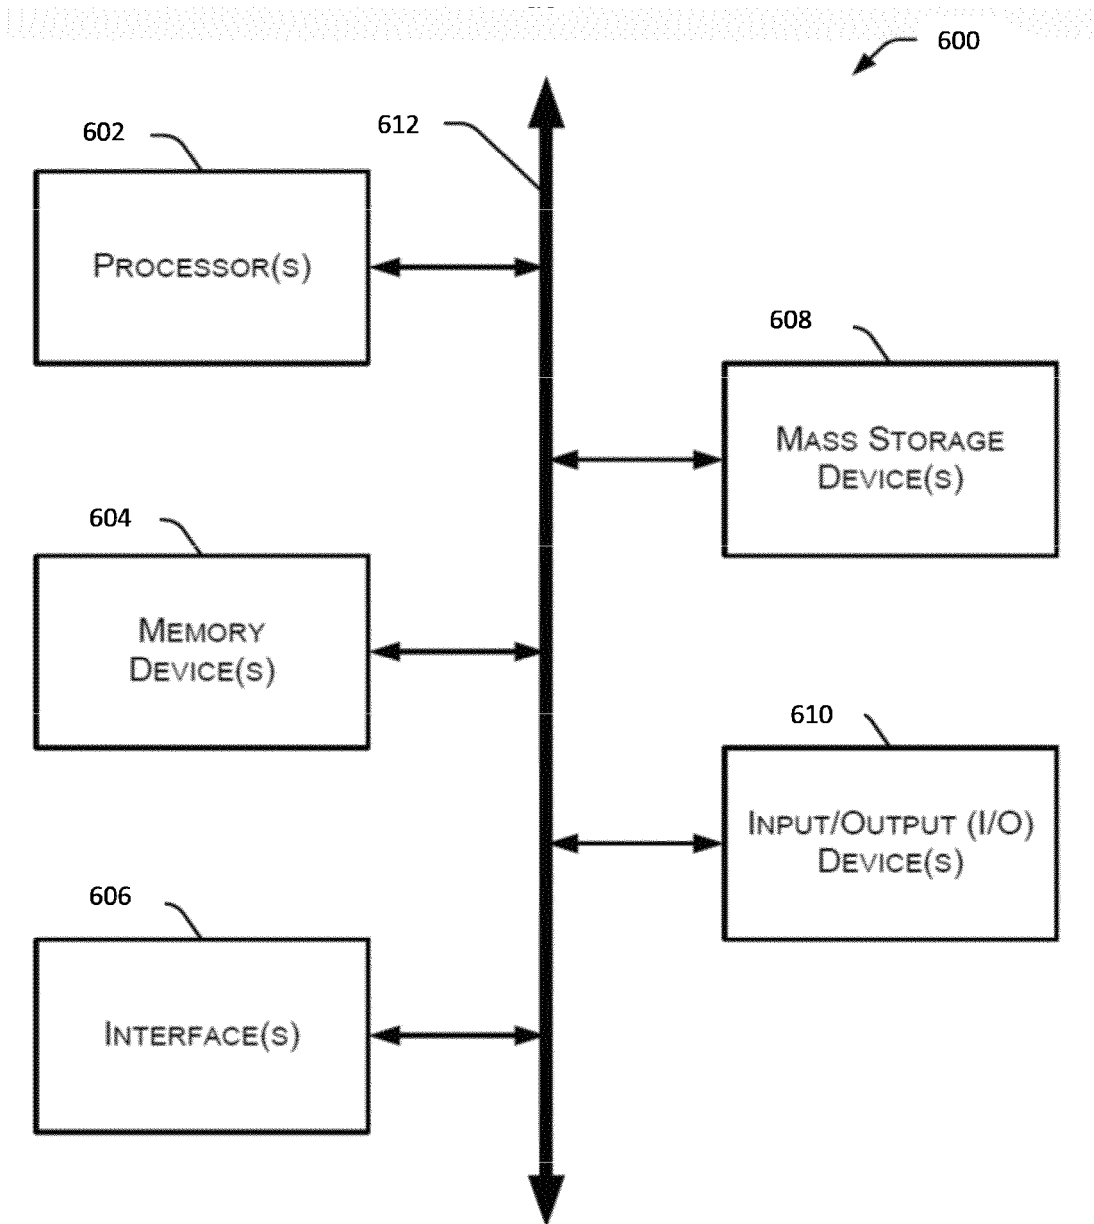 600
602
612
PROCESSOR(S)
608
MASS STORAGE
DEVICE(S)
604
MEMORY
DEVICE(S)
610
INPUT/OUTPUT (I/O)
DEVICE(S)
606
INTERFACE(S)